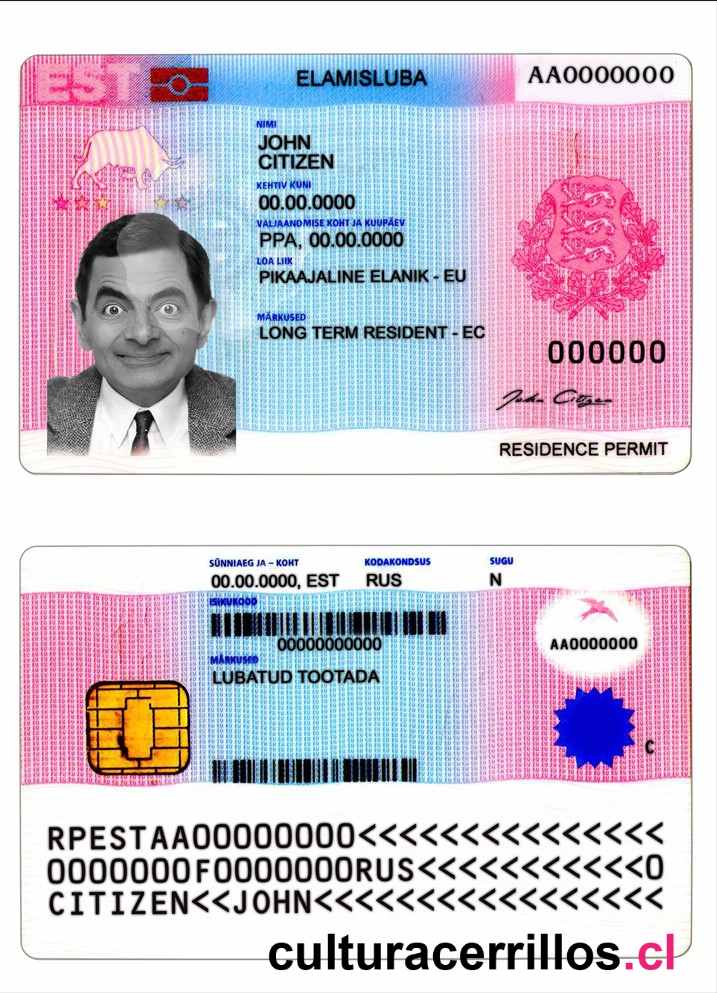 EST
ELAMISLUBA
AA0000000
NIMI
JOHN
CITIZEN
KEHTIV KUNI
00.00.0000
VALJAANDMISE KOHT JA KUUPÄEV
PPA, 00.00.0000
LOA LIIK
PIKAAJALINE ELANIK - EU
MÄRKUSED
LONG TERM RESIDENT - EC
000000
John Citizen
RESIDENCE PERMIT
SÜNNIAEG JA – KOHT
KODAKONDSUS
SUGU
00.00.0000, EST
RUS
N
ISIKUKOOD
00000000000
AA0000000
MÄRKUSED
LUBATUD TOOTADA
C
RPESTAA00000000<<<<<<<<<<<<<<<
0000000F0000000RUS<<<<<<<<<<<0
CITIZEN<<JOHN<<<<<<<<<<<<<<<<<
culturacerrillos.cl